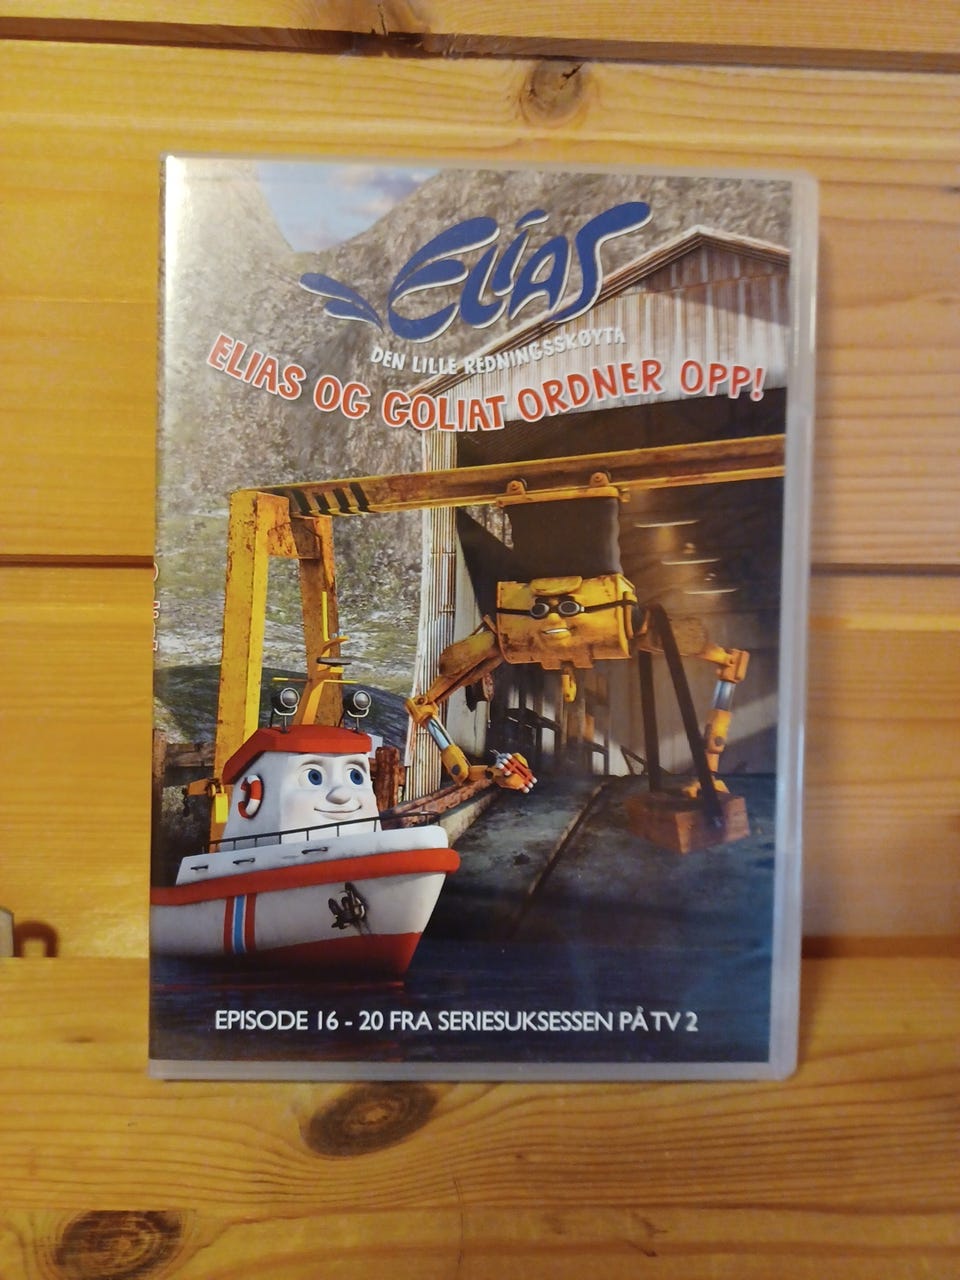 ELIAS
DEN LILLE REDNINGSSKØYTA
ELIAS OG GOLIAT ORDNER OPP!
EPISODE 16 - 20 FRA SERIESUKSESSEN PÅ TV 2